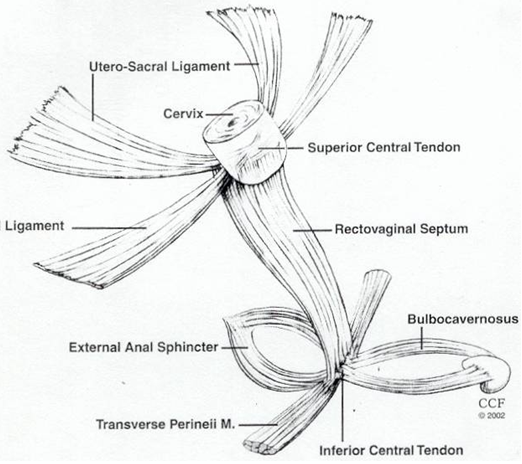 Utero-Sacral Ligament
Cervix
Superior Central Tendon
l Ligament
Rectovaginal Septum
Bulbocavernosus
External Anal Sphincter
CCF
© 2002
Transverse Perineii M.
Inferior Central Tendon